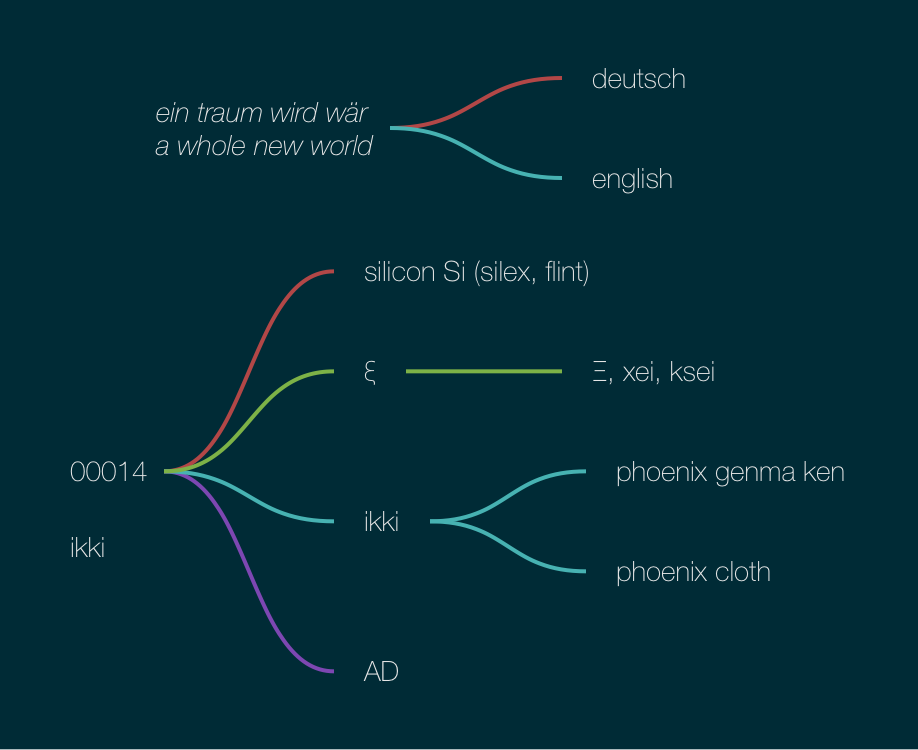 ein traum wird wär
a whole new world
deutsch
english
silicon Si (silex, flint)
ξ
Ξ, xei, ksei
00014
ikki
ikki
phoenix genma ken
phoenix cloth
AD